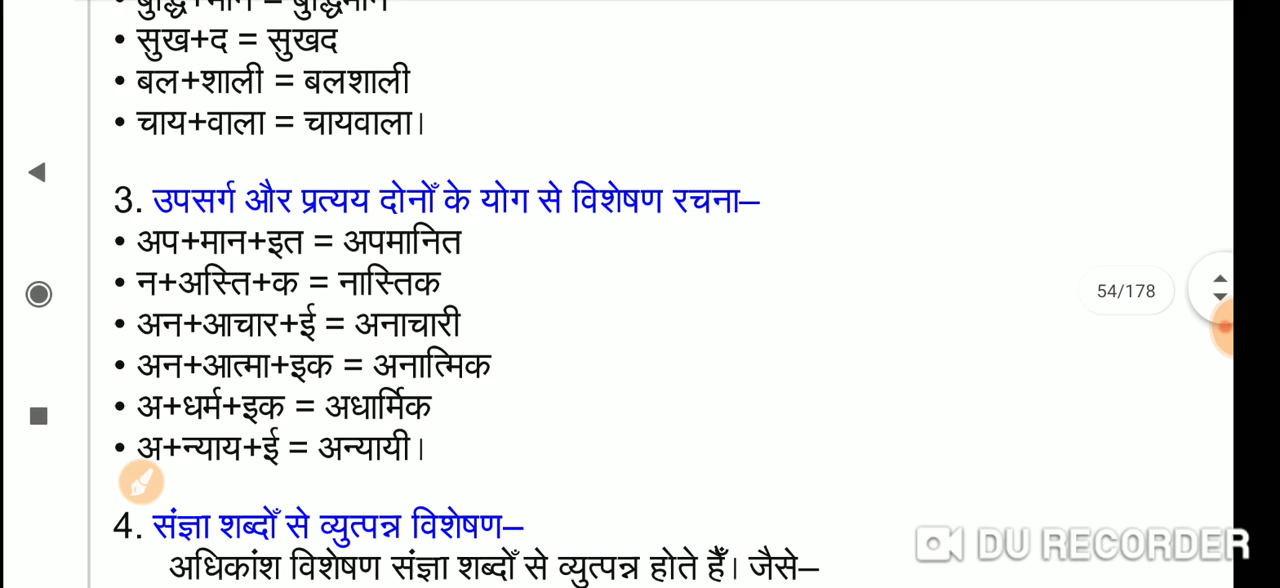 • बुद्धि+मान = बुद्धिमान
• सुख+द = सुखद
• बल+शाली = बलशाली
• चाय+वाला = चायवाला।
3. उपसर्ग और प्रत्यय दोनोँ के योग से विशेषण रचना–
• अप+मान+इत = अपमानित
• न+अस्ति+क = नास्तिक
54/178
• अन+आचार+ई = अनाचारी
• अन+आत्मा+इक = अनात्मिक
• अ+धर्म+इक = अधार्मिक
• अ+न्याय+ई = अन्यायी।
4. संज्ञा शब्दोँ से व्युत्पन्न विशेषण–
DU RECORDER
अधिकांश विशेषण संज्ञा शब्दोँ से व्युत्पन्न होते हैँ। जैसे–